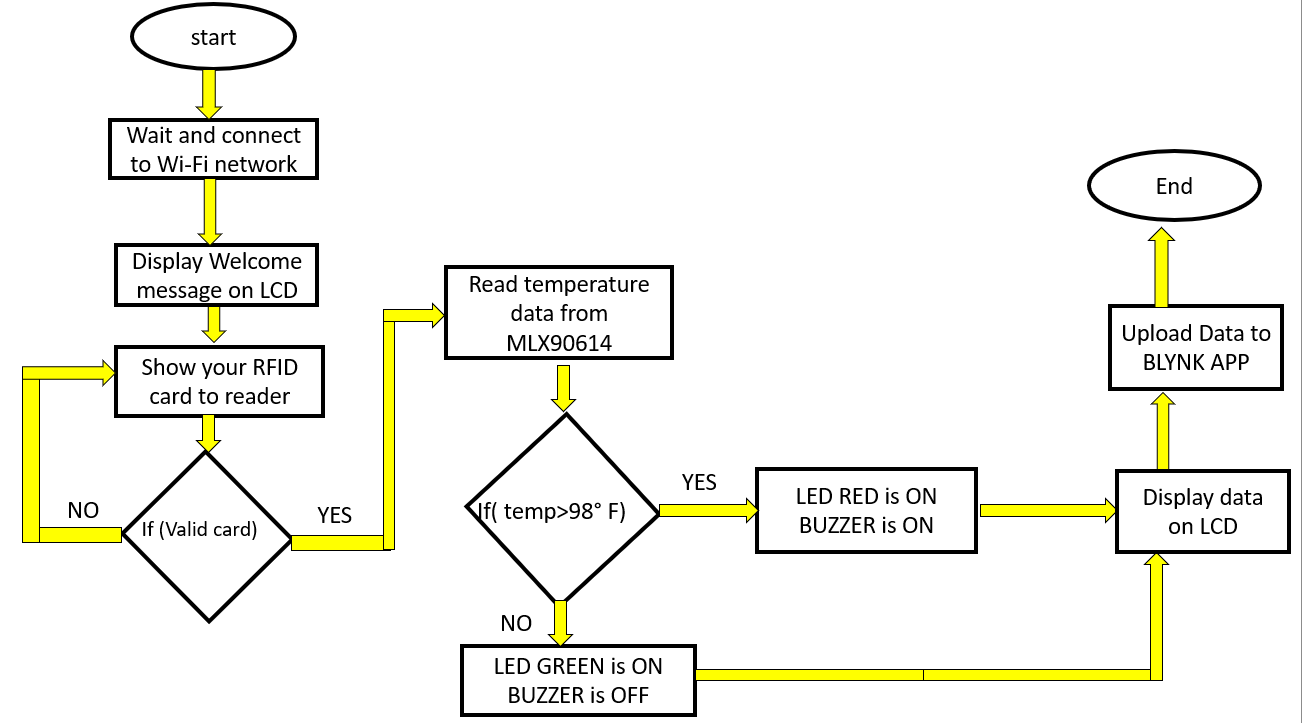 start
Wait and connect
to Wi-Fi network
Display Welcome
message on LCD
Show your RFID
card to reader
NO
If (Valid card)
YES
Read temperature
data from
MLX90614
If( temp>98° F)
YES
LED RED is ON
BUZZER is ON
NO
LED GREEN is ON
BUZZER is OFF
Display data
on LCD
Upload Data to
BLYNK APP
End